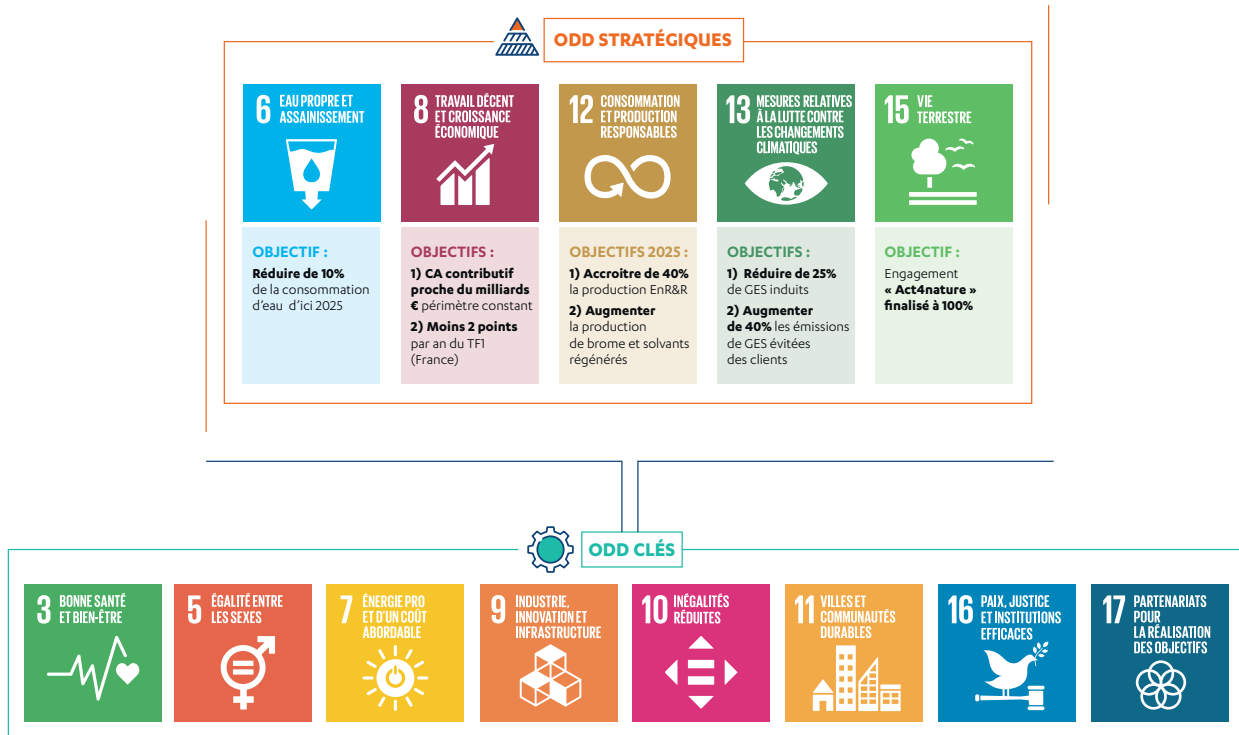 ODD STRATÉGIQUES
6 EAU PROPRE ET
ASSAINISSEMENT
8 TRAVAIL DÉCENT
ET CROISSANCE
ÉCONOMIQUE
12 CONSOMMATION
ET PRODUCTION
RESPONSABLES
13 MESURES RELATIVES
À LA LUTTE CONTRE
LES CHANGEMENTS
CLIMATIQUES
15 VIE
TERRESTRE
OBJECTIF :
Réduire de 10%
de la consommation
d'eau d'ici 2025
OBJECTIFS :
1) CA contributif
proche du milliards
€ périmètre constant
2) Moins 2 points
par an du TF1
(France)
OBJECTIFS 2025 :
1) Accroitre de 40%
la production EnR&R
2) Augmenter
la production
de brome et solvants
régénérés
OBJECTIFS :
1) Réduire de 25%
de GES induits
2) Augmenter
de 40% les émissions
de GES évitées
des clients
OBJECTIF :
Engagement
« Act4nature »
finalisé à 100%
ODD CLÉS
3 BONNE SANTÉ
ET BIEN-ÊTRE
5 ÉGALITÉ ENTRE
LES SEXES
7 ÉNERGIE PRO
ET D'UN COÛT
ABORDABLE
9 INDUSTRIE,
INNOVATION ET
INFRASTRUCTURE
10 INÉGALITÉS
RÉDUITES
11 VILLES ET
COMMUNAUTÉS
DURABLES
16 PAIX, JUSTICE
ET INSTITUTIONS
EFFICACES
17 PARTENARIATS
POUR
LA RÉALISATION
DES OBJECTIFS